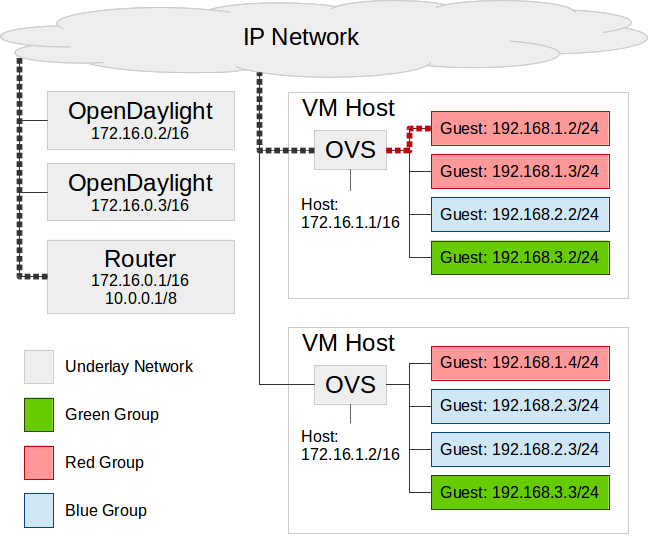 IP Network
OpenDaylight
172.16.0.2/16
OpenDaylight
172.16.0.3/16
Router
172.16.0.1/16
10.0.0.1/8
VM Host
OVS
Host:
172.16.1.1/16
Guest: 192.168.1.2/24
Guest: 192.168.1.3/24
Guest: 192.168.2.2/24
Guest: 192.168.3.2/24
VM Host
OVS
Host:
172.16.1.2/16
Guest: 192.168.1.4/24
Guest: 192.168.2.3/24
Guest: 192.168.2.3/24
Guest: 192.168.3.3/24
Underlay Network
Green Group
Red Group
Blue Group